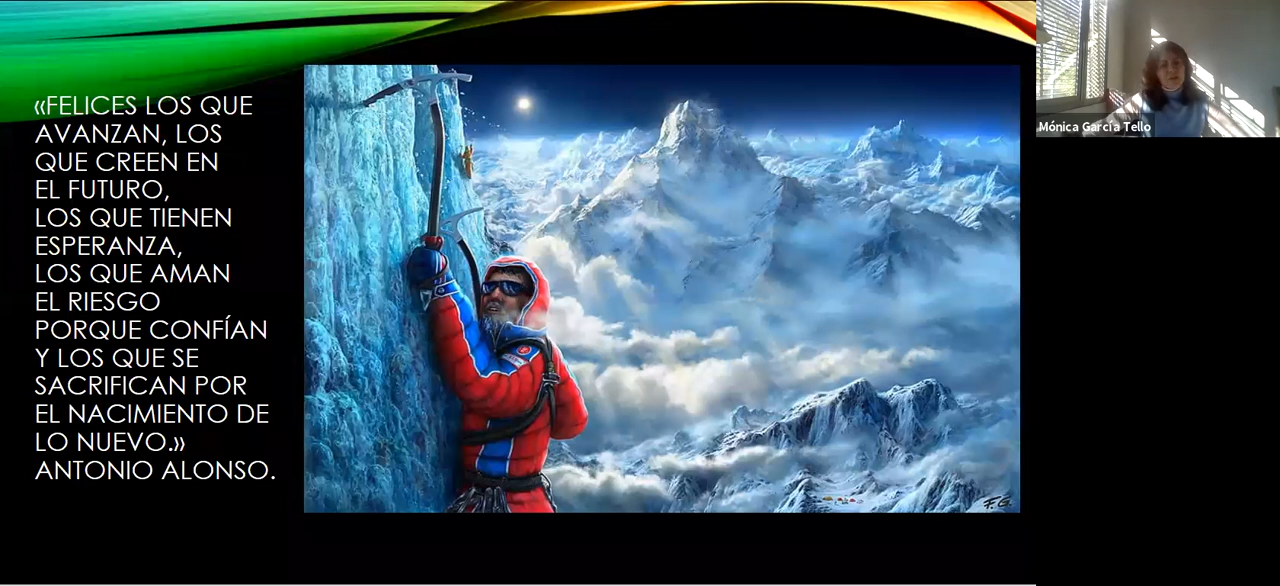 «FELICES LOS QUE
AVANZAN, LOS
QUE CREEN EN
EL FUTURO,
LOS QUE TIENEN
ESPERANZA,
LOS QUE AMAN
EL RIESGO
PORQUE CONFÍAN
Y LOS QUE SE
SACRIFICAN POR
EL NACIMIENTO DE
LO NUEVO.»
ANTONIO ALONSO.
F.G.
Mónica García Tello